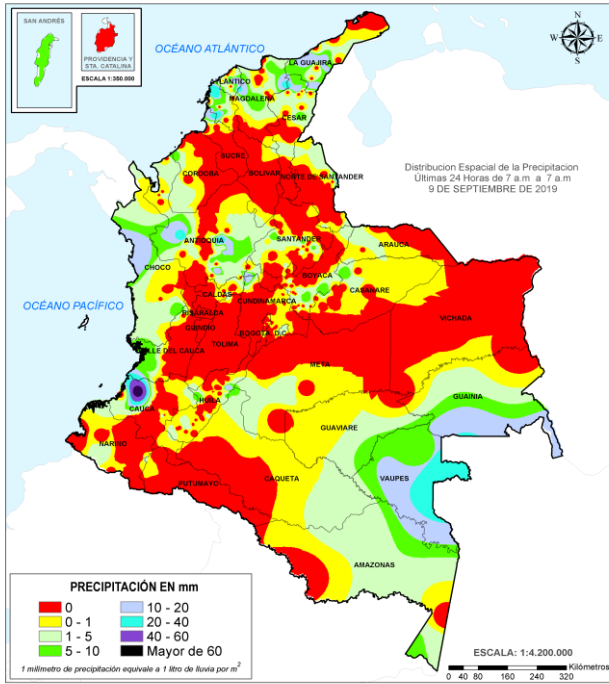 SAN ANDRÉS
PROVIDENCIA Y
STA. CATALINA
ESCALA 1:350.000
OCÉANO ATLÁNTICO
N
W E
S
LA GUAJIRA
ATLANTICO
MAGDALENA
CESAR
Distribucion Espacial de la Precipitacion
Últimas 24 Horas de 7 a.m a 7 a.m
9 DE SEPTIEMBRE DE 2019
SUCRE
CORDOBA
BOLIVAR
NORTE DE SANTANDER
ANTIOQUIA
SANTANDER
ARAUCA
CHOCO
BOYACA
CASANARE
CALDAS
CUNDINAMARCA
OCÉANO PACÍFICO
RISARALDA
VICHADA
QUINDIO
BOGOTA, D.C.
TOLIMA
VALLE DEL CAUCA
META
GUAINIA
HUILA
CAUCA
GUAVIARE
NARIÑO
CAQUETA
VAUPES
PUTUMAYO
AMAZONAS
PRECIPITACIÓN EN mm
0 10 - 20
0 - 1 20 - 40
1 - 5 40 - 60
5 - 10 Mayor de 60
1 milímetro de precipitación equivale a 1 litro de lluvia por m²
ESCALA: 1:4.200.000
Kilómetros
0 40 80 160 240 320